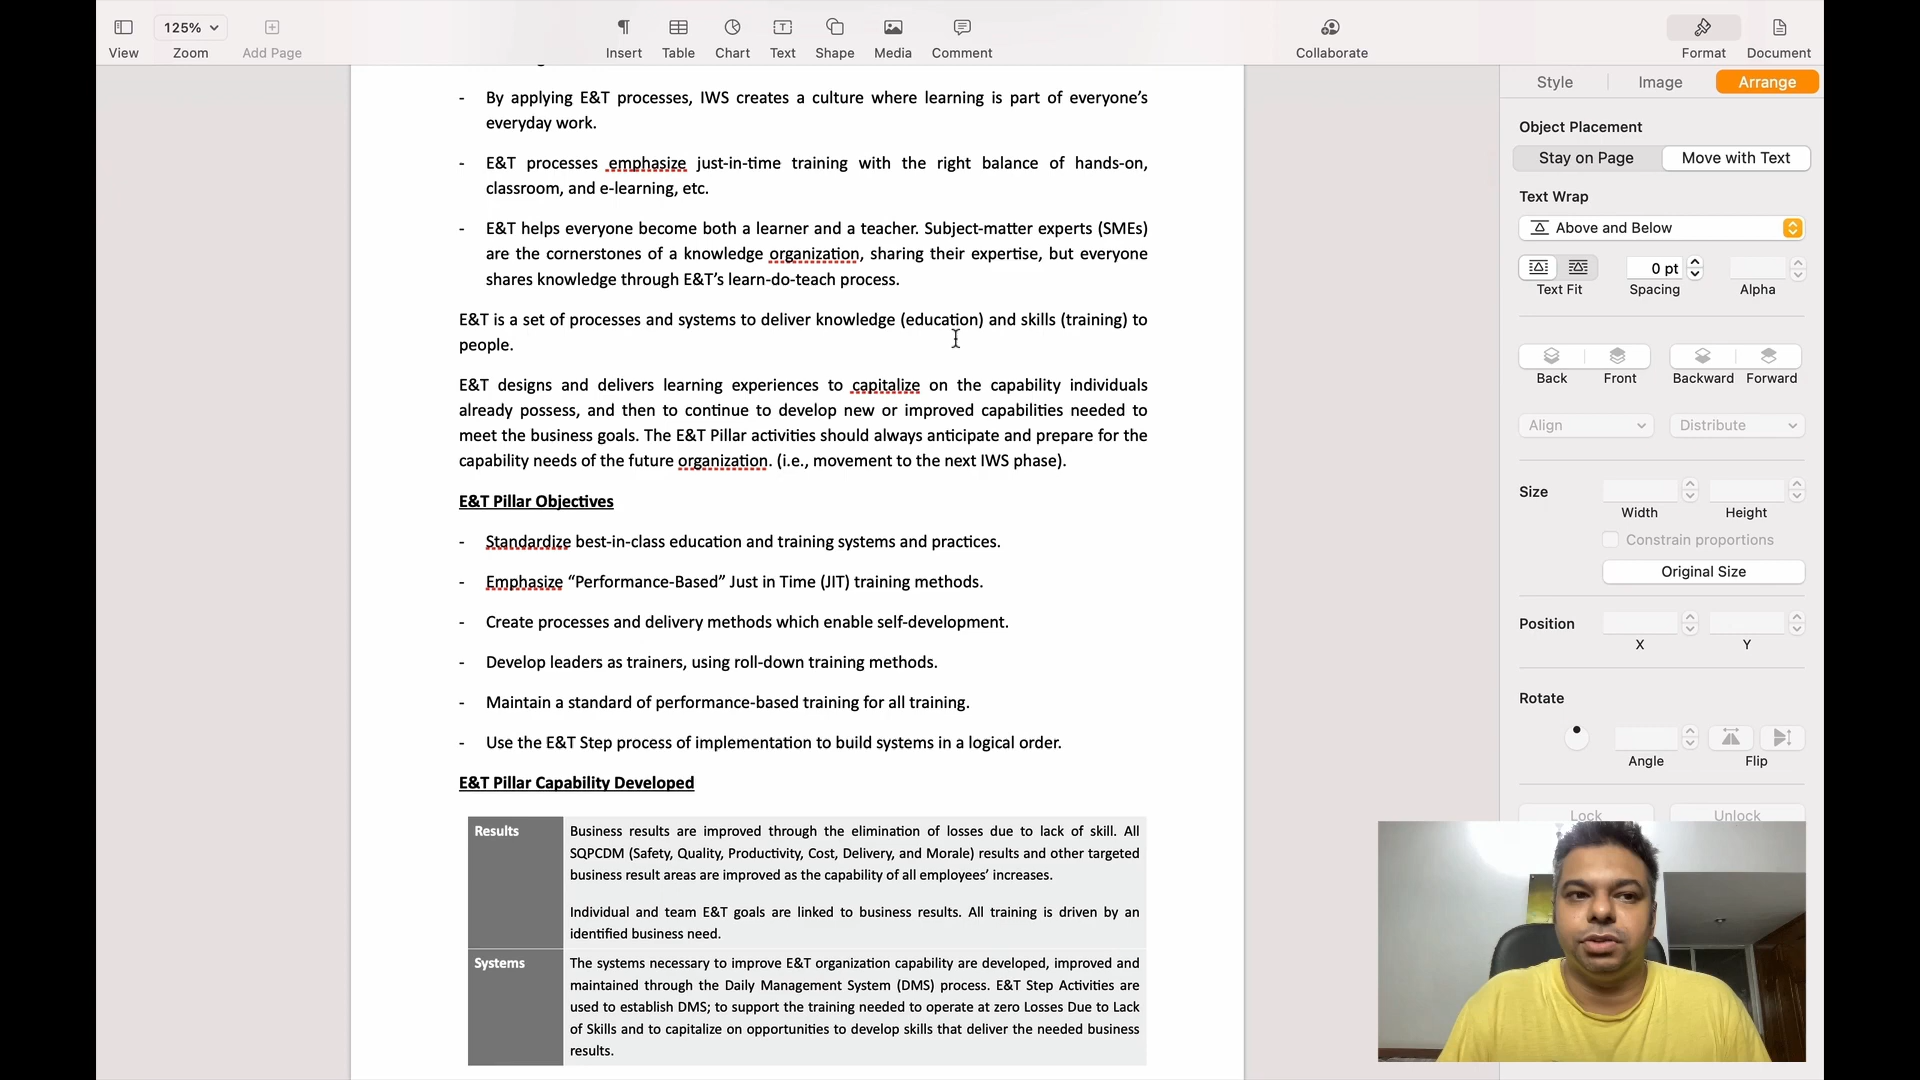 125%
View
Zoom
Add Page
Insert
Table
Chart
Text
Shape
Media
Comment
Collaborate
Format
Document
- By applying E&T processes, IWS creates a culture where learning is part of everyone’s
everyday work.
- E&T processes emphasize just-in-time training with the right balance of hands-on,
classroom, and e-learning, etc.
- E&T helps everyone become both a learner and a teacher. Subject-matter experts (SMEs)
are the cornerstones of a knowledge organization, sharing their expertise, but everyone
shares knowledge through E&T’s learn-do-teach process.
E&T is a set of processes and systems to deliver knowledge (education) and skills (training) to
people.
E&T designs and delivers learning experiences to capitalize on the capability individuals
already possess, and then to continue to develop new or improved capabilities needed to
meet the business goals. The E&T Pillar activities should always anticipate and prepare for the
capability needs of the future organization. (i.e., movement to the next IWS phase).
E&T Pillar Objectives
- Standardize best-in-class education and training systems and practices.
- Emphasize “Performance-Based” Just in Time (JIT) training methods.
- Create processes and delivery methods which enable self-development.
- Develop leaders as trainers, using roll-down training methods.
- Maintain a standard of performance-based training for all training.
- Use the E&T Step process of implementation to build systems in a logical order.
E&T Pillar Capability Developed
Results
Business results are improved through the elimination of losses due to lack of skill. All
SQPCDM (Safety, Quality, Productivity, Cost, Delivery, and Morale) results and other targeted
business result areas are improved as the capability of all employees’ increases.
Individual and team E&T goals are linked to business results. All training is driven by an
identified business need.
Systems
The systems necessary to improve E&T organization capability are developed, improved and
maintained through the Daily Management System (DMS) process. E&T Step Activities are
used to establish DMS; to support the training needed to operate at zero Losses Due to Lack
of Skills and to capitalize on opportunities to develop skills that deliver the needed business
results.
Style
Image
Arrange
Object Placement
Stay on Page
Move with Text
Text Wrap
Above and Below
0 pt
Text Fit
Spacing
Alpha
Back
Front
Backward
Forward
Align
Distribute
Size
Width
Height
Constrain proportions
Original Size
Position
X
Y
Rotate
Angle
Flip
Lock
Unlock